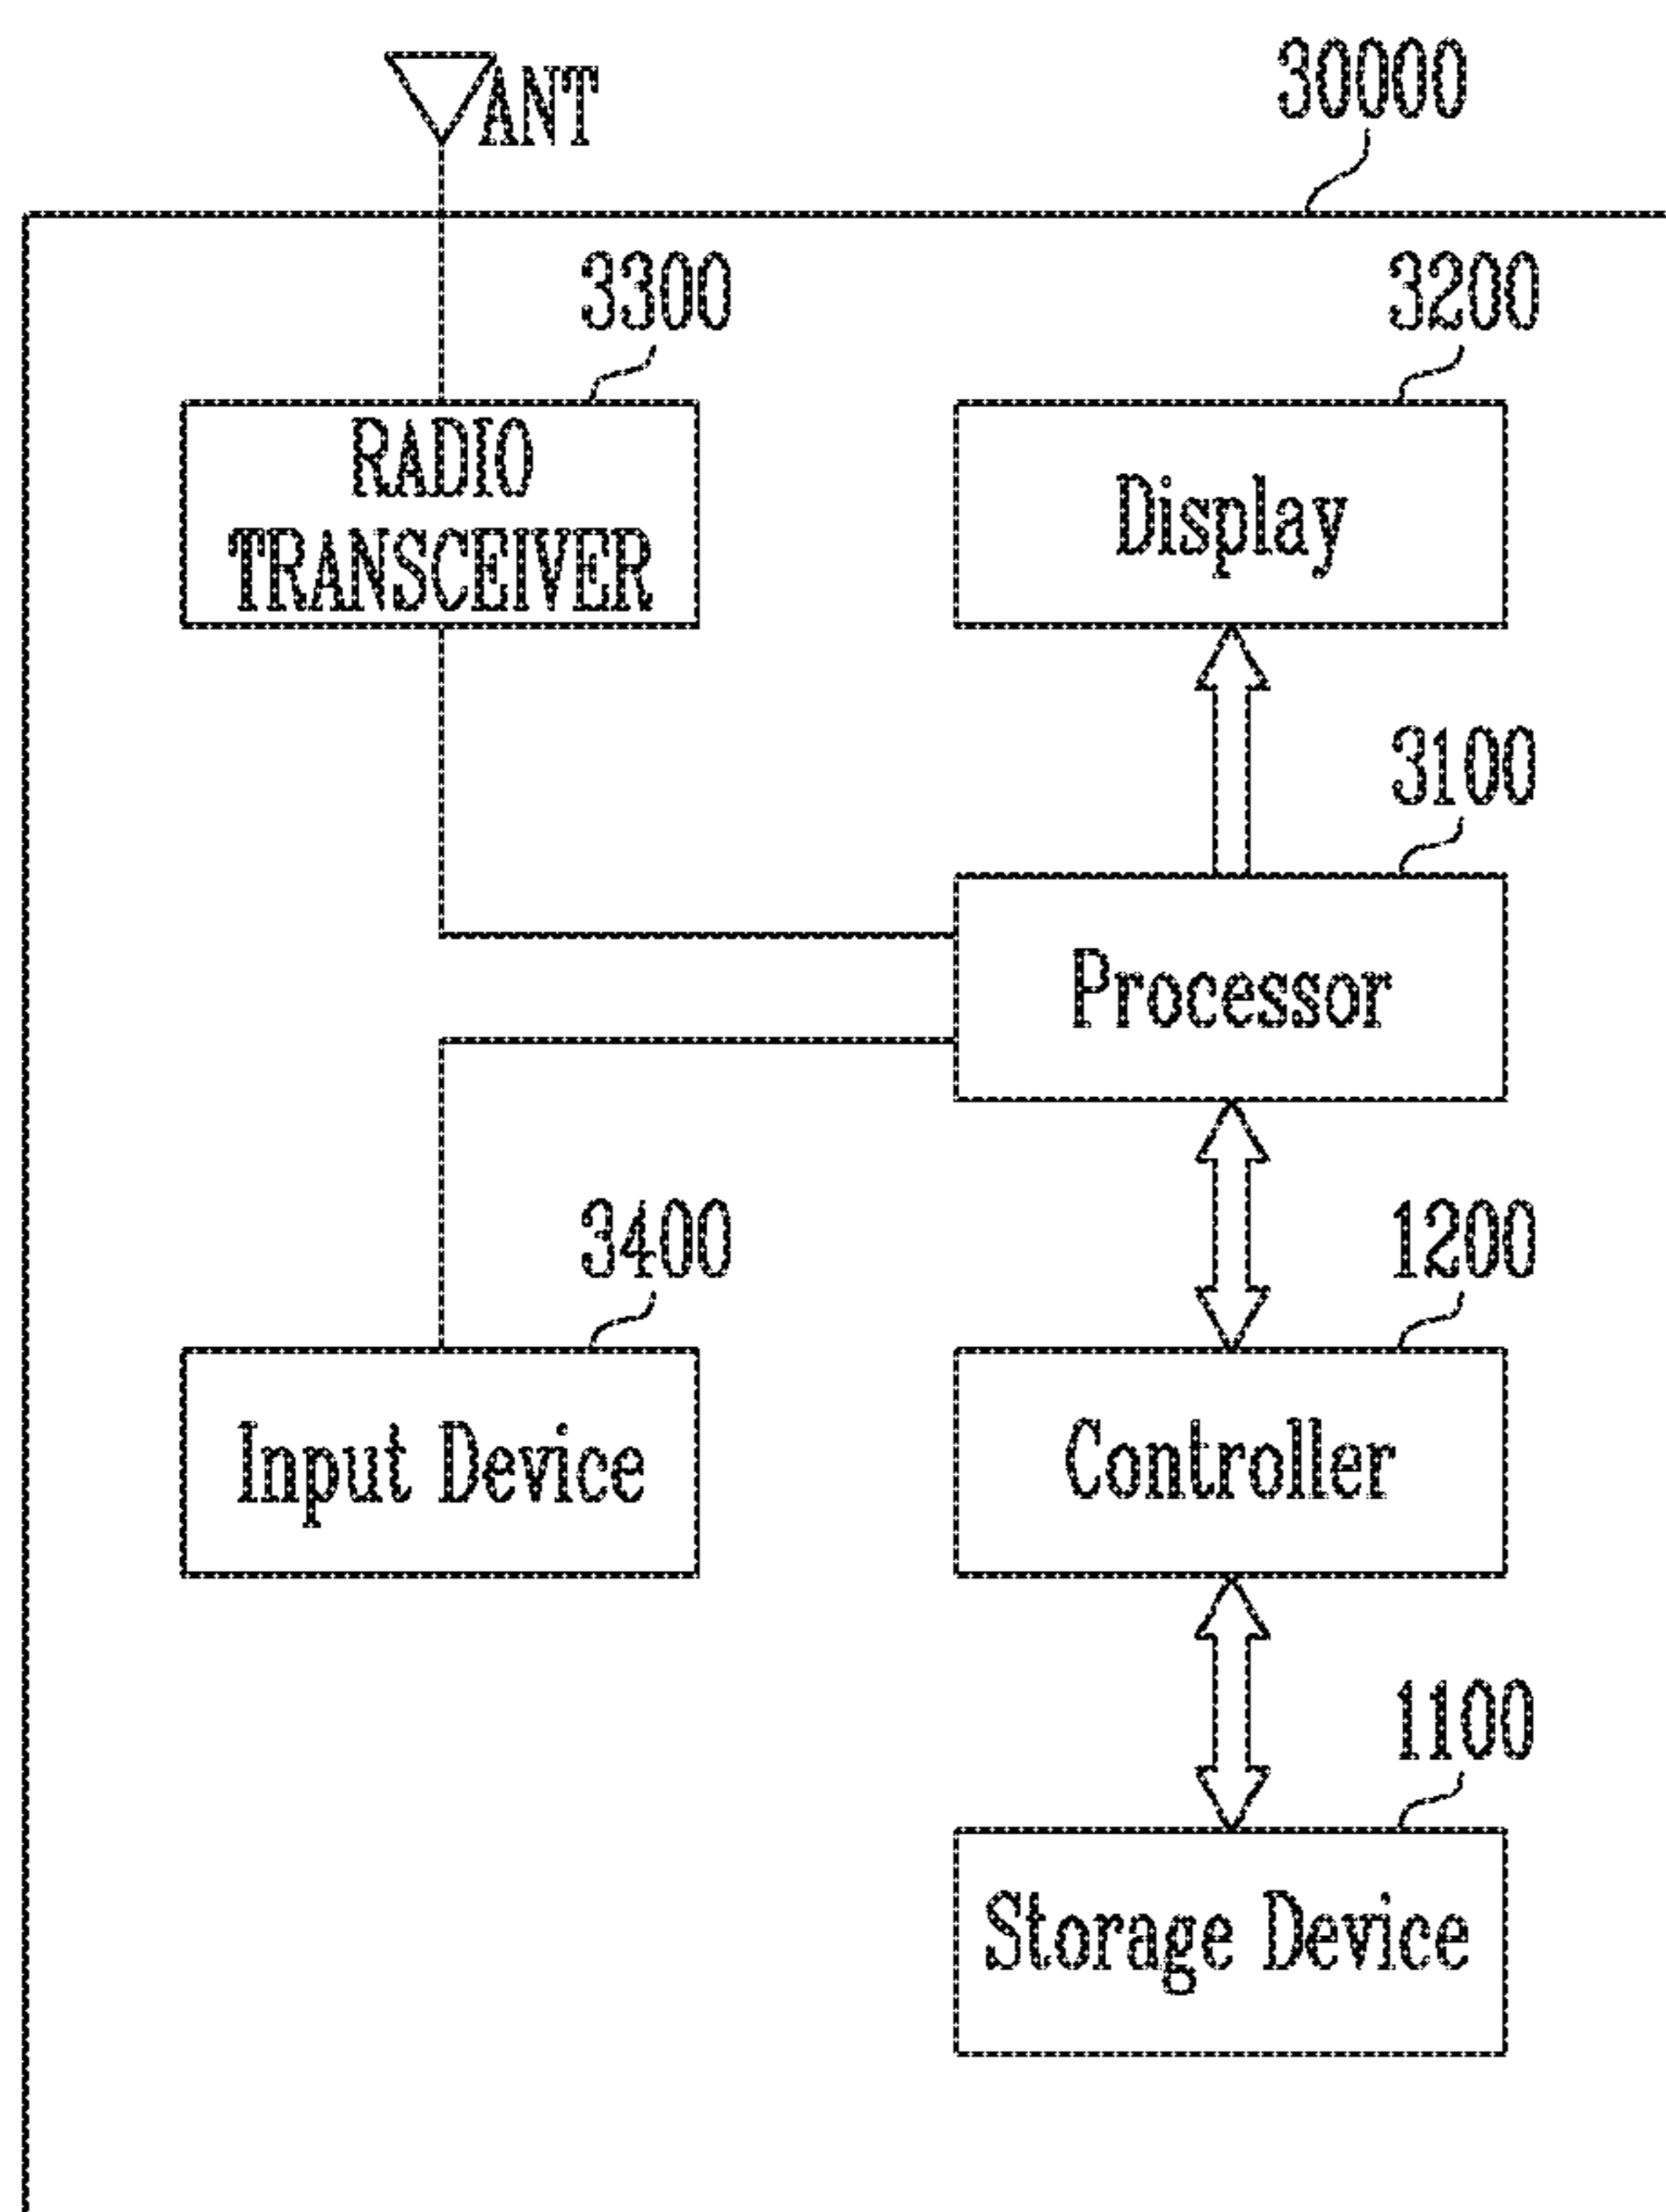 ANT
30000
3300
3200
RADIO
TRANSCEIVER
Display
3100
Processor
3400
1200
Input Device
Controller
1100
Storage Device